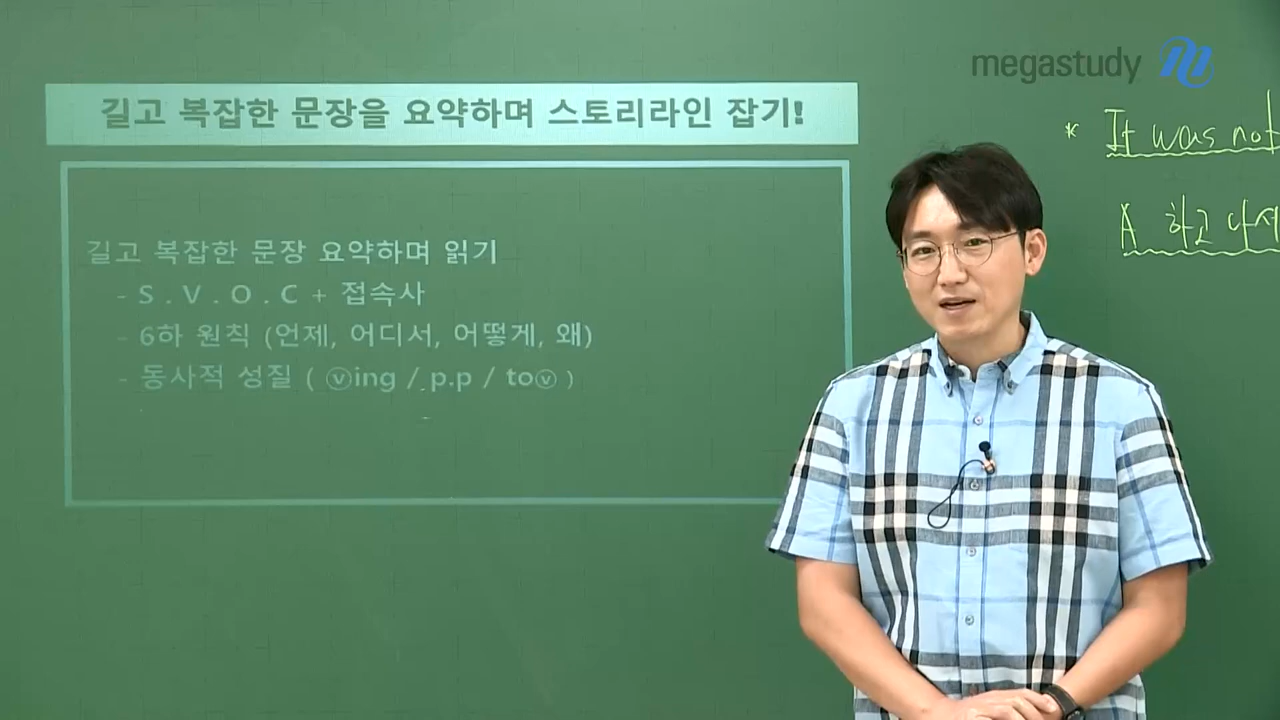 megastudy
길고 복잡한 문장을 요약하며 스토리라인 잡기!
길고 복잡한 문장 요약하며 읽기
- S . V . O . C + 접속사
- 6하 원칙 (언제, 어디서, 어떻게, 왜)
- 동사적 성질 ( ⓥing / p.p / toⓥ )
* It was not
A 하고 나서